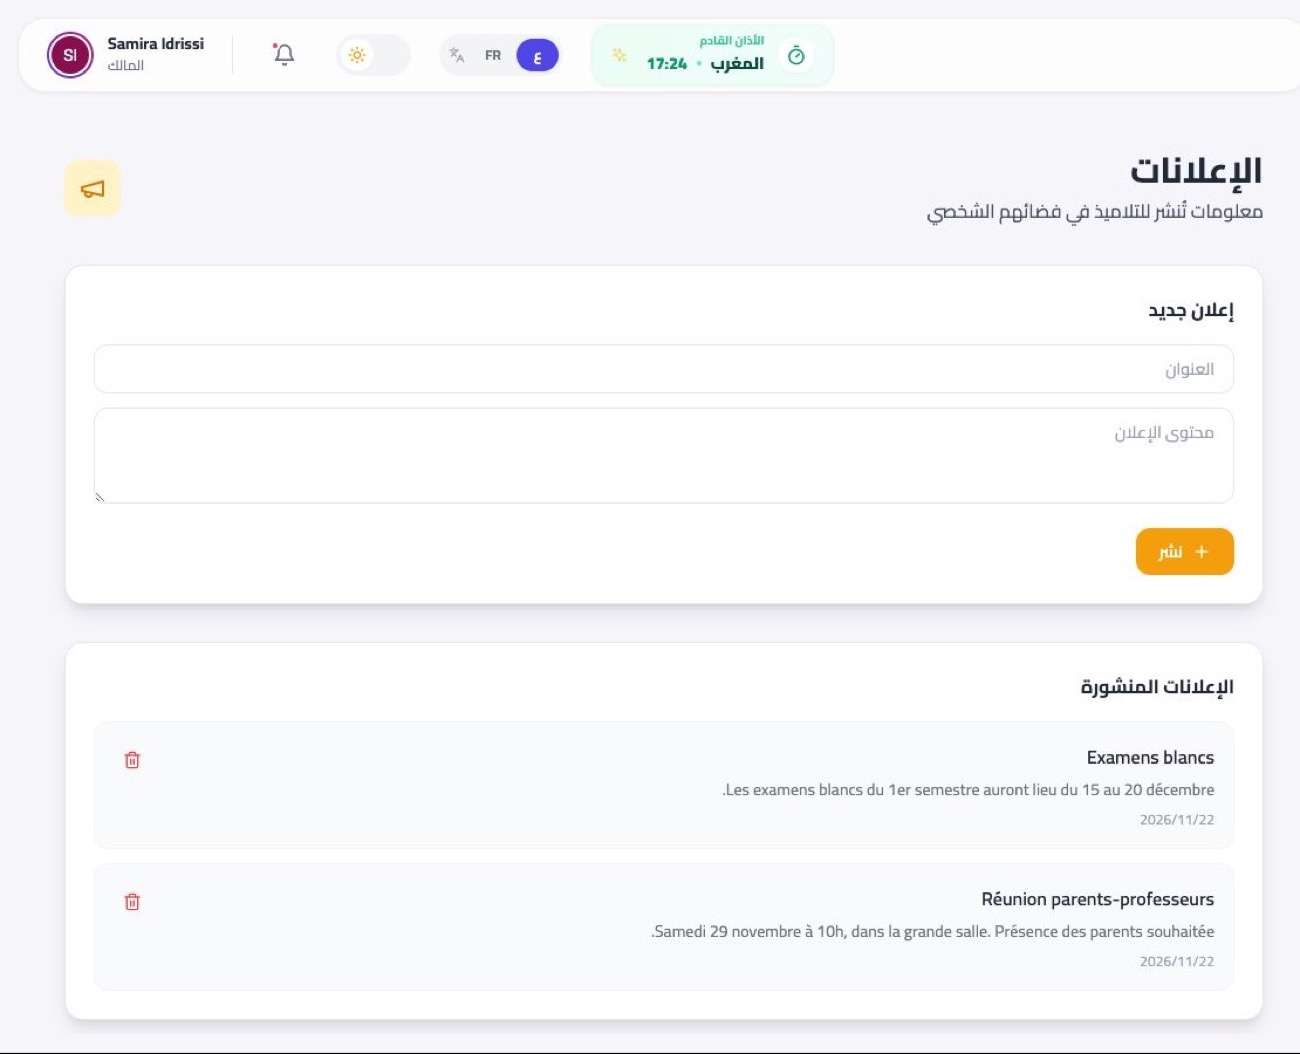 SI
Samira Idrissi
المالك
FR
ع
الأذان القادم
المغرب • 17:24
الإعلانات
معلومات تُنشر للتلاميذ في فضائهم الشخصي
إعلان جديد
العنوان
محتوى الإعلان
+ نشر
الإعلانات المنشورة
Examens blancs
Les examens blancs du 1er semestre auront lieu du 15 au 20 décembre.
2026/11/22
Réunion parents-professeurs
Samedi 29 novembre à 10h, dans la grande salle. Présence des parents souhaitée.
2026/11/22